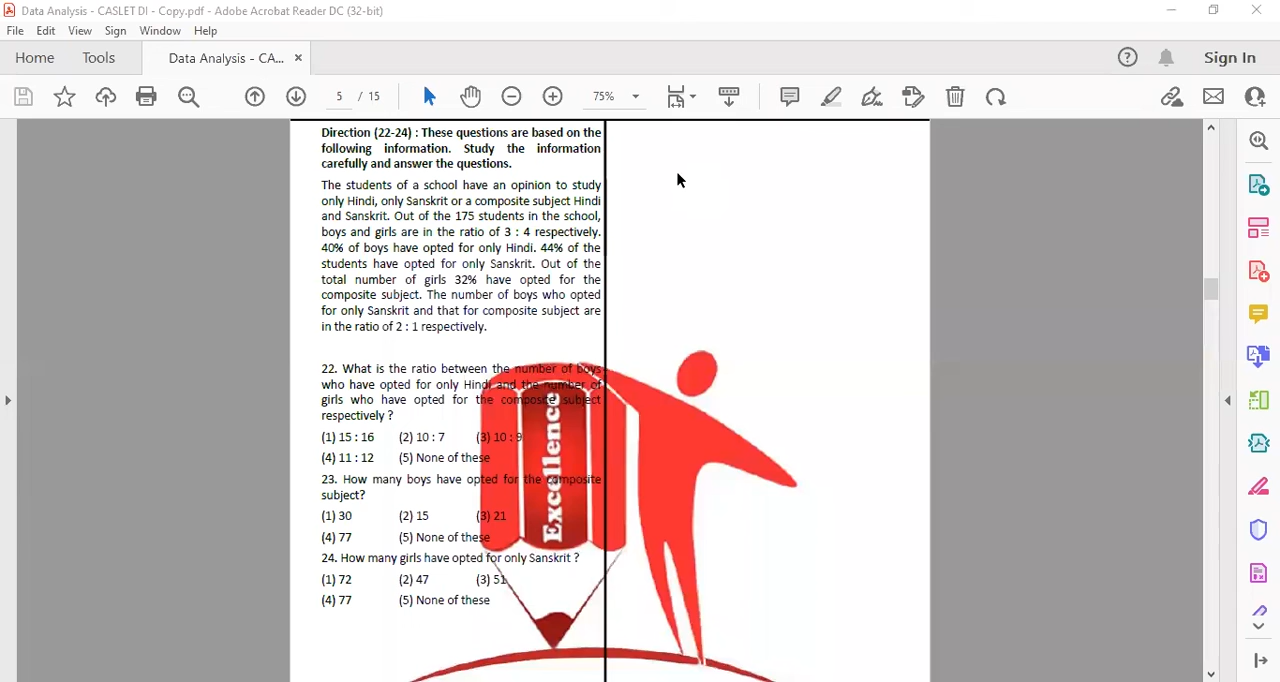 Data Analysis - CASLET DI - Copy.pdf - Adobe Acrobat Reader DC (32-bit)
File Edit View Sign Window Help
Home Tools Data Analysis - CA... × Sign In
5 / 15 75%
Direction (22-24) : These questions are based on the
following information. Study the information
carefully and answer the questions.
The students of a school have an opinion to study
only Hindi, only Sanskrit or a composite subject Hindi
and Sanskrit. Out of the 175 students in the school,
boys and girls are in the ratio of 3 : 4 respectively.
40% of boys have opted for only Hindi. 44% of the
students have opted for only Sanskrit. Out of the
total number of girls 32% have opted for the
composite subject. The number of boys who opted
for only Sanskrit and that for composite subject are
in the ratio of 2 : 1 respectively.
22. What is the ratio between the number of boys
who have opted for only Hindi and the number of
girls who have opted for the composite subject
respectively ?
(1) 15 : 16 (2) 10 : 7 (3) 10 : 9
(4) 11 : 12 (5) None of these
23. How many boys have opted for the composite
subject?
(1) 30 (2) 15 (3) 21
(4) 77 (5) None of these
24. How many girls have opted for only Sanskrit ?
(1) 72 (2) 47 (3) 51
(4) 77 (5) None of these
Excellence